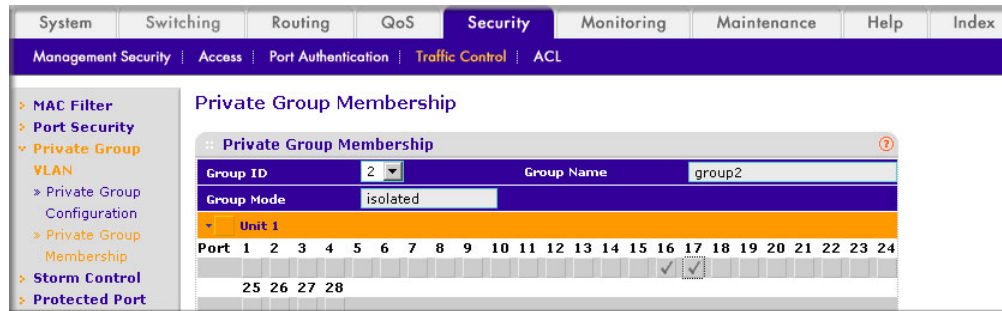 System Switching Routing QoS Security Monitoring Maintenance Help Index
Management Security Access Port Authentication Traffic Control ACL
MAC Filter
Port Security
Private Group
VLAN
» Private Group
Configuration
» Private Group
Membership
Storm Control
Protected Port
Private Group Membership
Private Group Membership ?
Group ID 2 Group Name group2
Group Mode isolated
Unit 1
Port 1 2 3 4 5 6 7 8 9 10 11 12 13 14 15 16 17 18 19 20 21 22 23 24
25 26 27 28